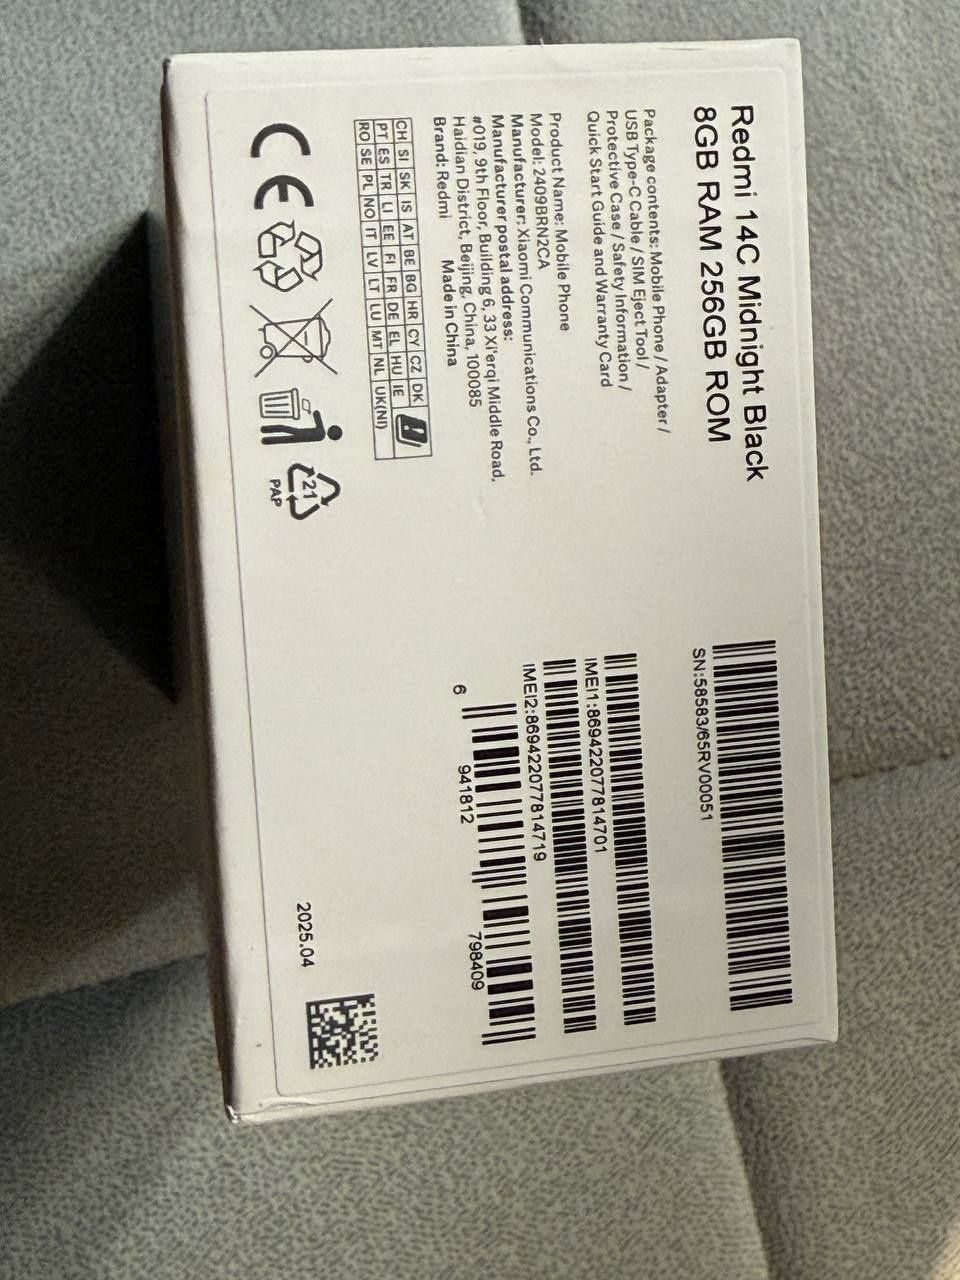 Redmi 14C Midnight Black
8GB RAM 256GB ROM
Package contents: Mobile Phone / Adapter /
USB Type-C Cable / SIM Eject Tool /
Protective Case / Safety Information /
Quick Start Guide and Warranty Card
Product Name: Mobile Phone
Model: 2409BRN2CA
Manufacturer: Xiaomi Communications Co., Ltd.
Manufacturer postal address:
#019, 9th Floor, Building 6, 33 Xi'erqi Middle Road,
Haidian District, Beijing, China, 100085
Brand: Redmi Made in China
CH SI SK IS AT BE BG HR CY CZ DK
PT ES TR LI EE FI FR DE EL HU IE
RO SE PL NO IT LV LT LU MT NL UK(NI)
CE
21
PAP
SN:58583/65RV00051
IMEI1:869422077814701
IMEI2:869422077814719
6 941812 798409
2025.04